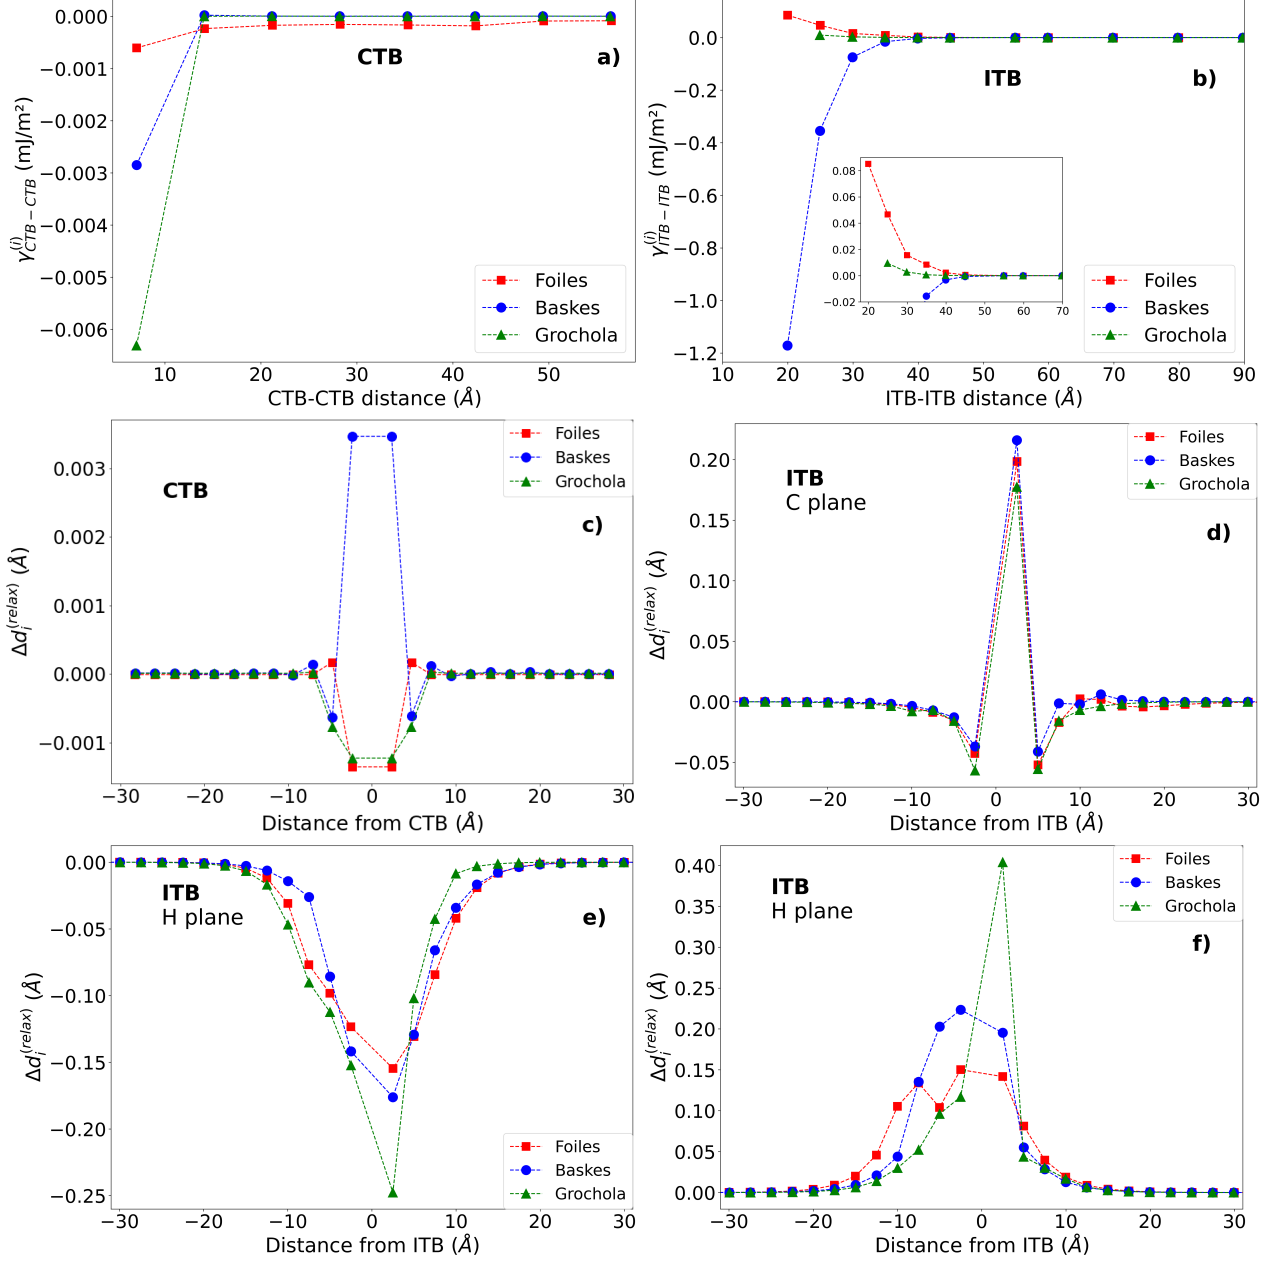 0.000
−0.001
−0.002
−0.003
−0.004
−0.005
−0.006
γ(i)CTB−CTB (mJ/m²)
CTB
a)
Foiles
Baskes
Grochola
10 20 30 40 50
CTB-CTB distance (Å)
0.0
−0.2
−0.4
−0.6
−0.8
−1.0
−1.2
γ(i)ITB−ITB (mJ/m²)
ITB
b)
0.08
0.06
0.04
0.02
0.00
−0.02
20 30 40 50 60 70
Foiles
Baskes
Grochola
10 20 30 40 50 60 70 80 90
ITB-ITB distance (Å)
0.003
0.002
0.001
0.000
−0.001
Δdi(relax) (Å)
CTB
c)
Foiles
Baskes
Grochola
−30 −20 −10 0 10 20 30
Distance from CTB (Å)
0.20
0.15
0.10
0.05
0.00
−0.05
Δdi(relax) (Å)
ITB
C plane
d)
Foiles
Baskes
Grochola
−30 −20 −10 0 10 20 30
Distance from ITB (Å)
0.00
−0.05
−0.10
−0.15
−0.20
−0.25
Δdi(relax) (Å)
ITB
H plane
e)
Foiles
Baskes
Grochola
−30 −20 −10 0 10 20 30
Distance from ITB (Å)
0.40
0.35
0.30
0.25
0.20
0.15
0.10
0.05
0.00
Δdi(relax) (Å)
ITB
H plane
f)
Foiles
Baskes
Grochola
−30 −20 −10 0 10 20 30
Distance from ITB (Å)